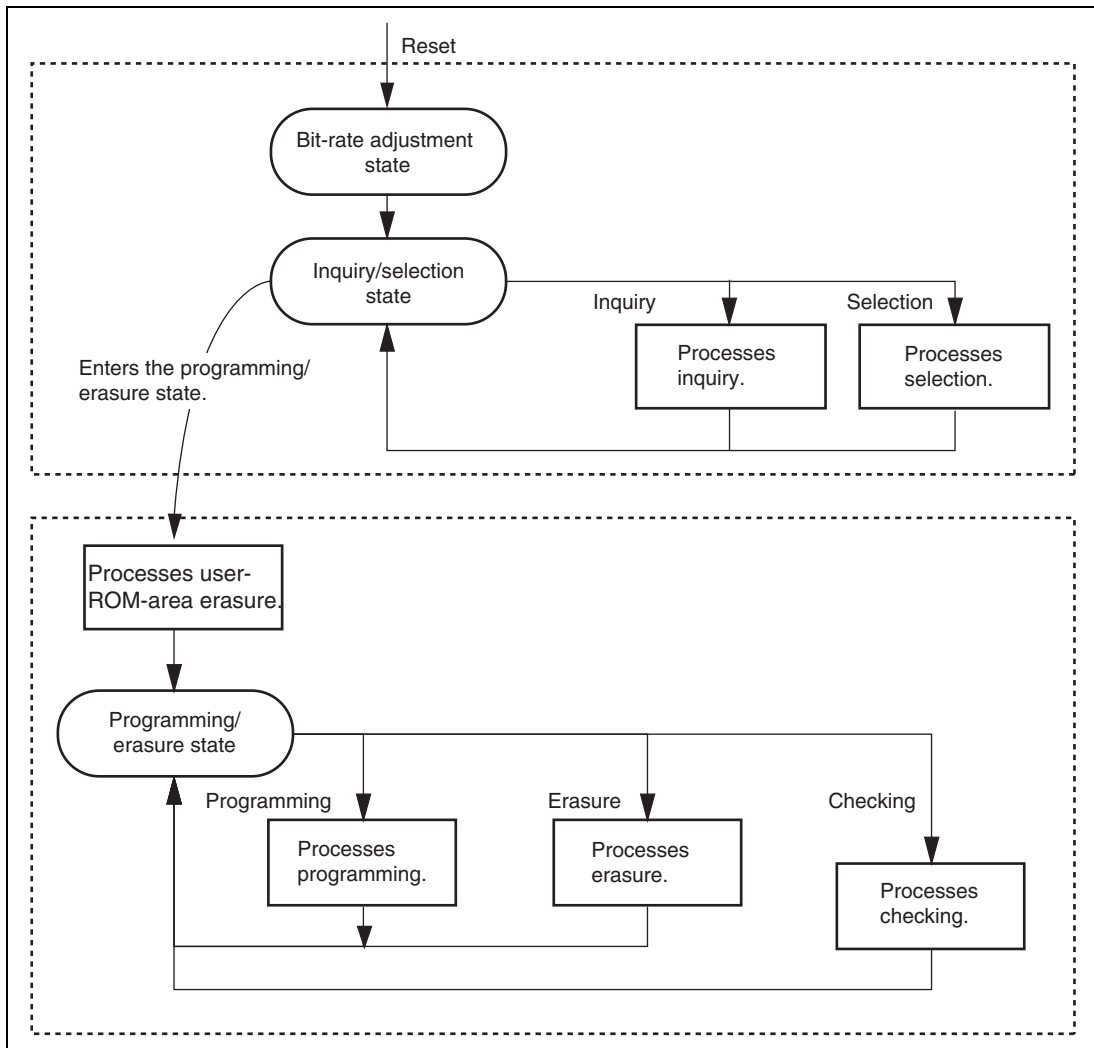 Reset
Bit-rate adjustment
state
Inquiry/selection
state
Inquiry
Selection
Processes
inquiry.
Processes
selection.
Enters the programming/
erasure state.
Processes user-
ROM-area erasure.
Programming/
erasure state
Programming
Erasure
Checking
Processes
programming.
Processes
erasure.
Processes
checking.